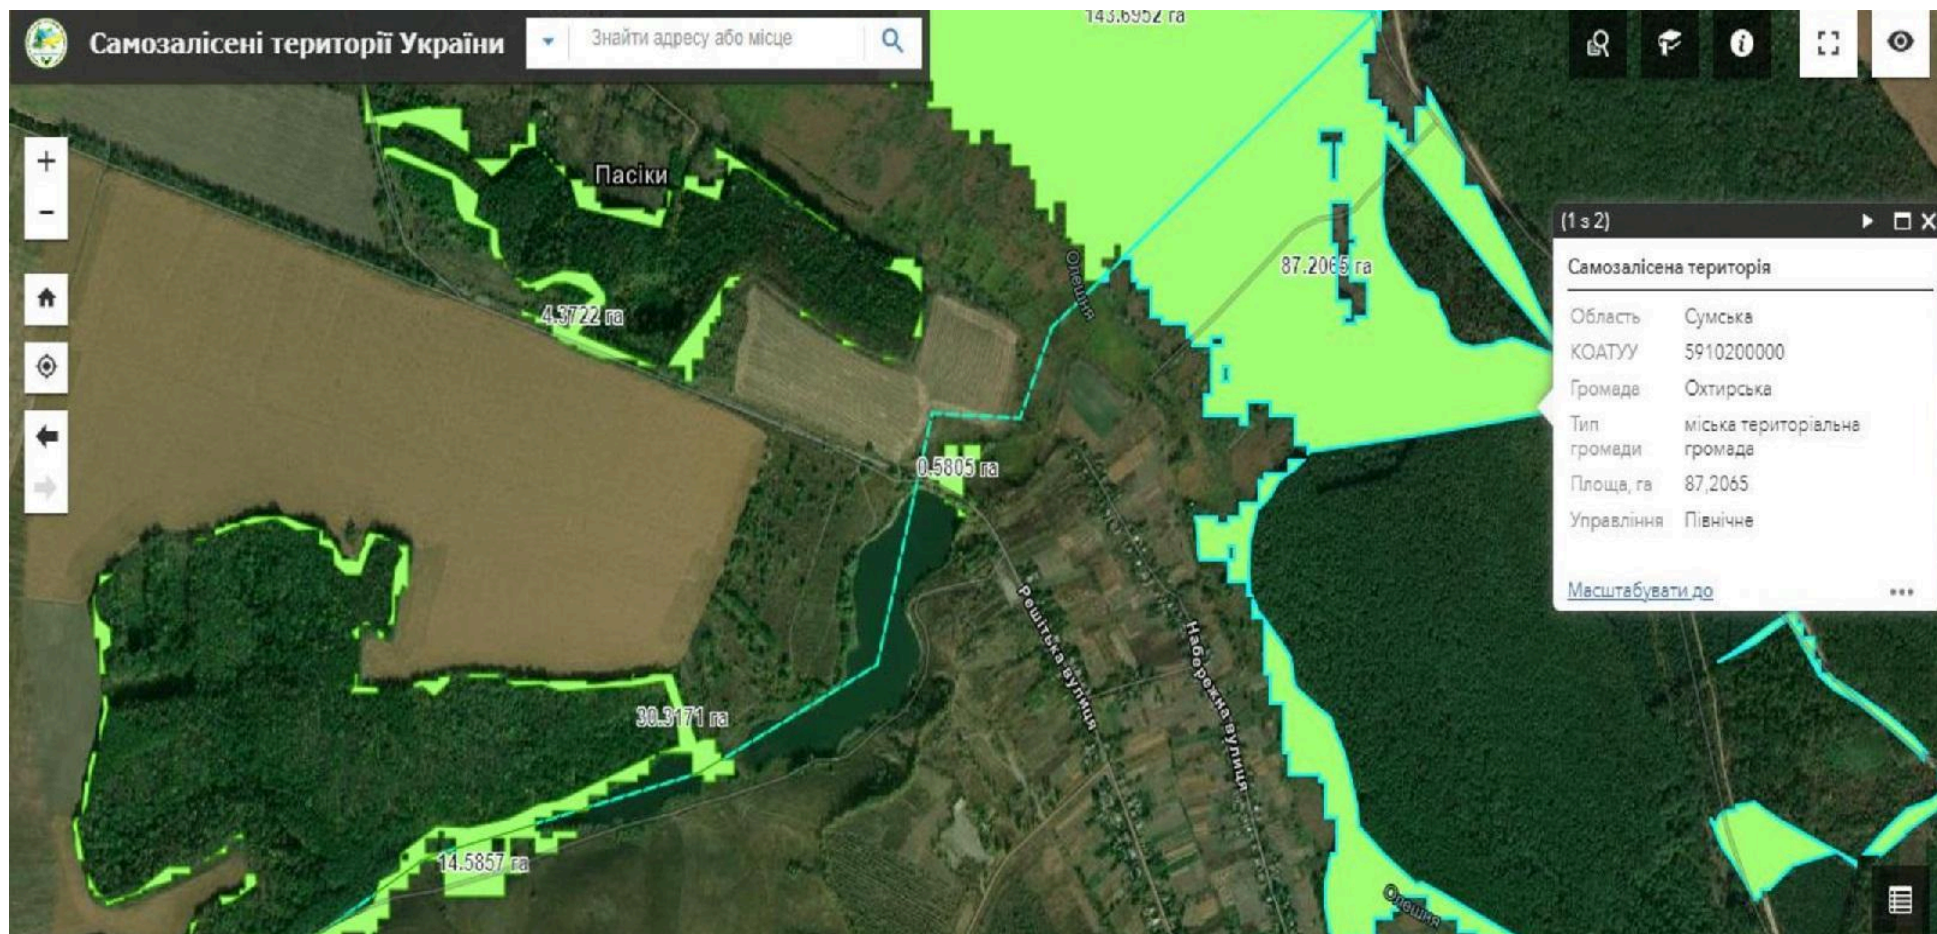 Самозалісені території України
Знайти адресу або місце
143.6952 га
Пасіки
Олешня
87.2065 га
4.3722 га
0.5805 га
Решітька вулиця
Набережна вулиця
30.3171 га
14.5857 га
Олешня
(1 з 2)
Самозалісена територія
Область Сумська
КОАТУУ 5910200000
Громада Охтирська
Тип міська територіальна
громади громада
Площа, га 87,2065
Управління Північне
Масштабувати до